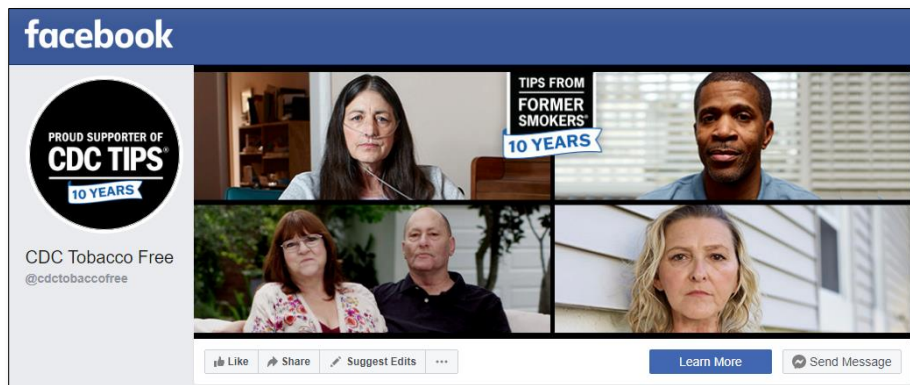 facebook
PROUD SUPPORTER OF
CDC TIPS®
10 YEARS
CDC Tobacco Free
@cdctobaccofree
TIPS FROM
FORMER
SMOKERS®
10 YEARS
Like
Share
Suggest Edits
...
Learn More
Send Message